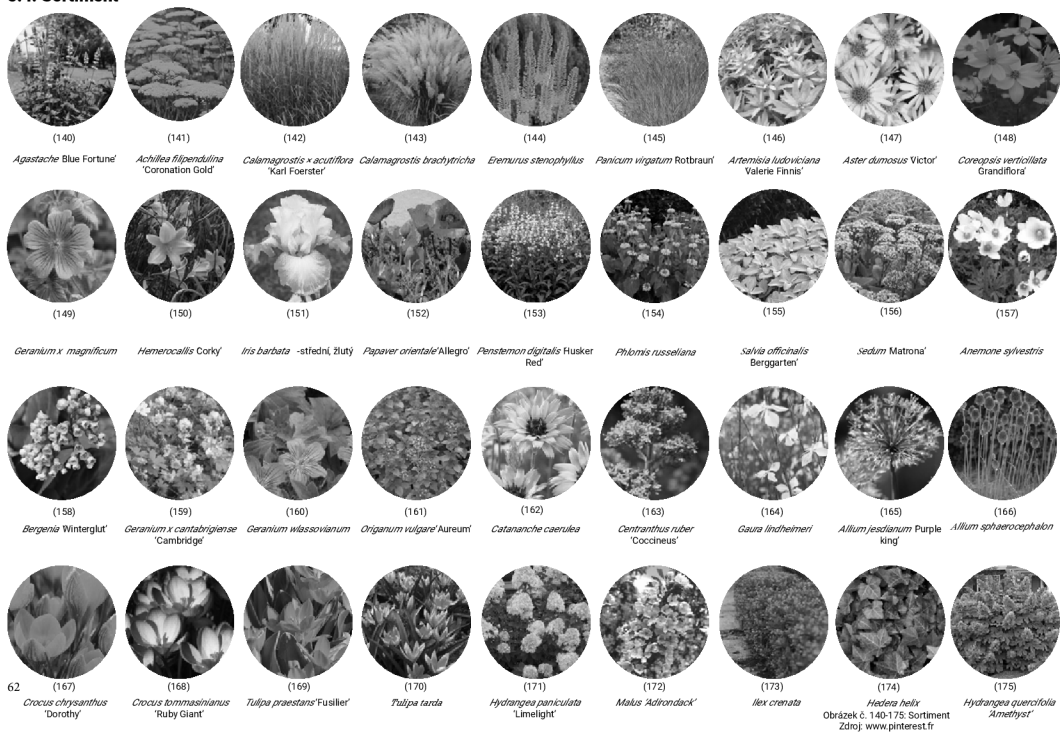 (140) (141) (142) (143) (144) (145) (146) (147) (148)
Agastache Blue Fortune' Achillea filipendulina Calamagrostis × acutiflora Calamagrostis brachytricha Eremurus stenophyllus Panicum virgatum Rotbraun' Artemisia ludoviciana Aster dumosus Victor' Coreopsis verticillata
'Coronation Gold' 'Karl Foerster' Valerie Finnis' Grandiflora'
(149) (150) (151) (152) (153) (154) (155) (156) (157)
Geranium x magnificum Hemerocallis Corky' Iris barbata -střední, žlutý Papaver orientale'Allegro' Penstemon digitalis Husker Phlomis russeliana Salvia officinalis Sedum Matrona' Anemone sylvestris
Red' Berggarten'
(158) (159) (160) (161) (162) (163) (164) (165) (166)
Bergenia Winterglut' Geranium x cantabrigiense Geranium wlassovianum Origanum vulgare'Aureum' Catananche caerulea Centranthus ruber Gaura lindheimeri Allium jesdianum Purple Allium sphaerocephalon
'Cambridge' 'Coccineus' king'
62 (167) (168) (169) (170) (171) (172) (173) (174) (175)
Crocus chrysanthus Crocus tommasinianus Tulipa praestans'Fusilier' Tulipa tarda Hydrangea paniculata Malus 'Adirondack' Ilex crenata Hedera helix Hydrangea quercifolia
'Dorothy' 'Ruby Giant' 'Limelight' Obrázek č. 140-175: Sortiment 'Amethyst'
Zdroj: www.pinterest.fr